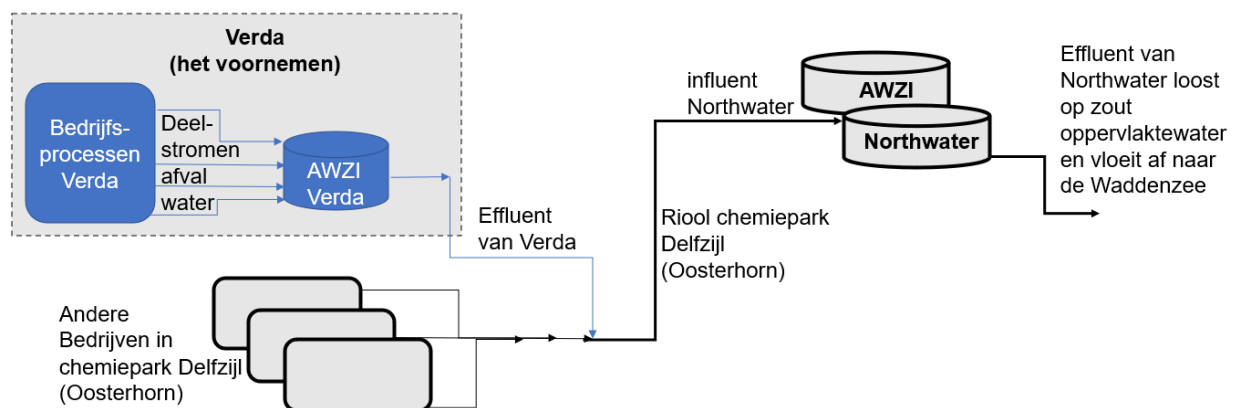 Verda
(het voornemen)
Bedrijfs-
processen
Verda
Deel-
stromen
afval
water
AWZI
Verda
Effluent
van Verda
Andere
Bedrijven in
chemiepark Delfzijl
(Oosterhorn)
Riool chemiepark
Delfzijl
(Oosterhorn)
influent
Northwater
AWZI
Northwater
Effluent van
Northwater loost
op zout
oppervlaktewater
en vloeit af naar
de Waddenzee